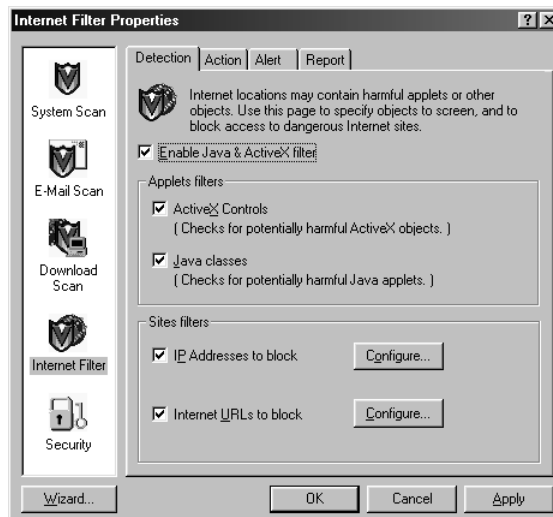 Internet Filter Properties
Detection
Action
Alert
Report
System Scan
E-Mail Scan
Download
Scan
Internet Filter
Security
Internet locations may contain harmful applets or other
objects. Use this page to specify objects to screen, and to
block access to dangerous Internet sites.
Enable Java & ActiveX filter
Applets filters
ActiveX Controls
( Checks for potentially harmful ActiveX objects. )
Java classes
( Checks for potentially harmful Java applets. )
Sites filters
IP Addresses to block
Configure...
Internet URLs to block
Configure...
Wizard...
OK
Cancel
Apply